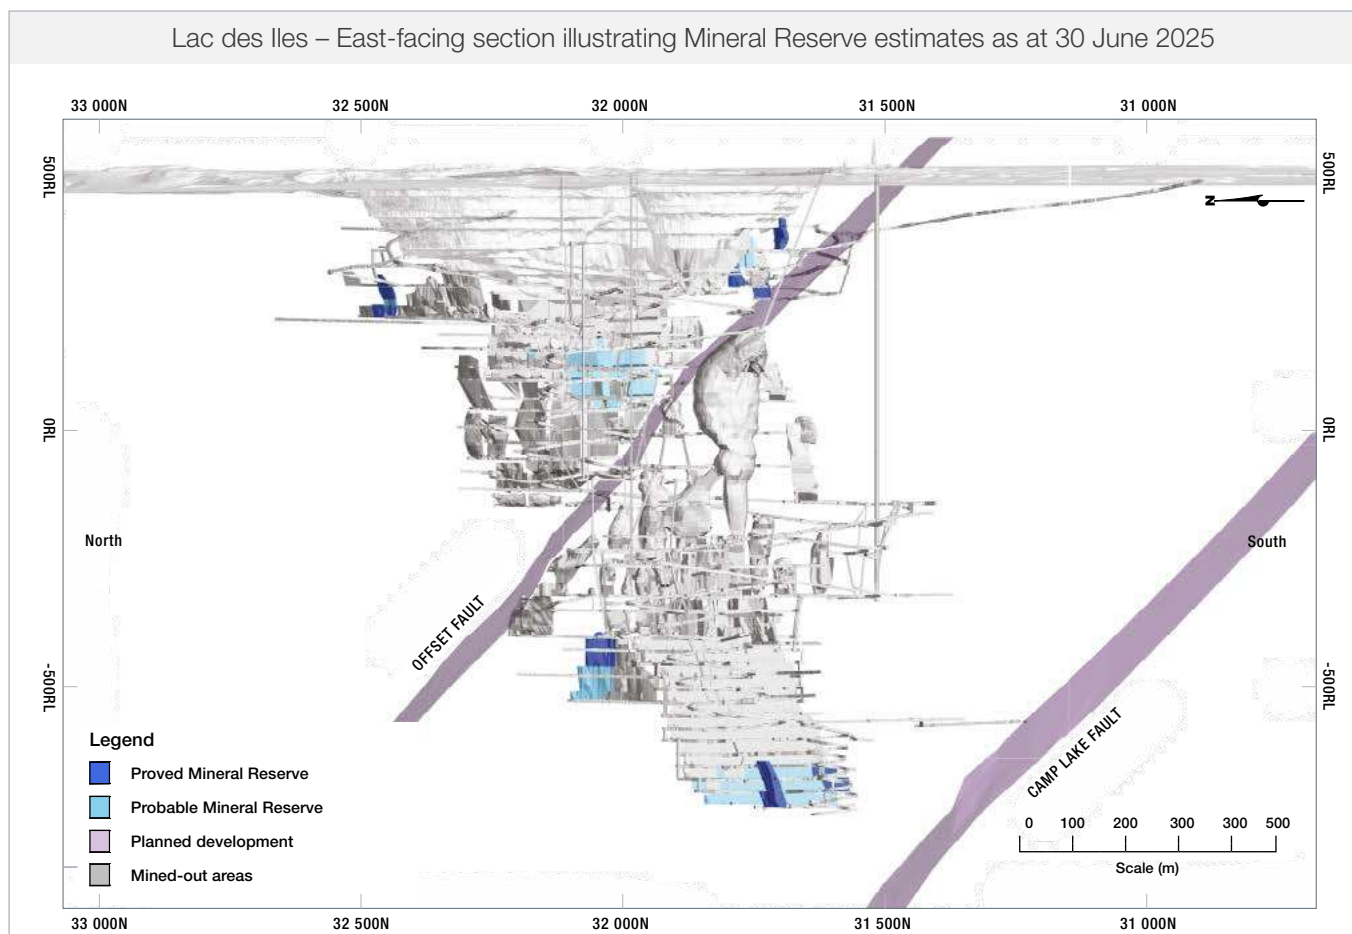 Lac des Iles – East-facing section illustrating Mineral Reserve estimates as at 30 June 2025
33 000N 32 500N 32 000N 31 500N 31 000N
500RL 500RL
N
0RL 0RL
North South
OFFSET FAULT
-500RL -500RL
CAMP LAKE FAULT
Legend
Proved Mineral Reserve
Probable Mineral Reserve
Planned development
Mined-out areas
0 100 200 300 300 500
Scale (m)
33 000N 32 500N 32 000N 31 500N 31 000N